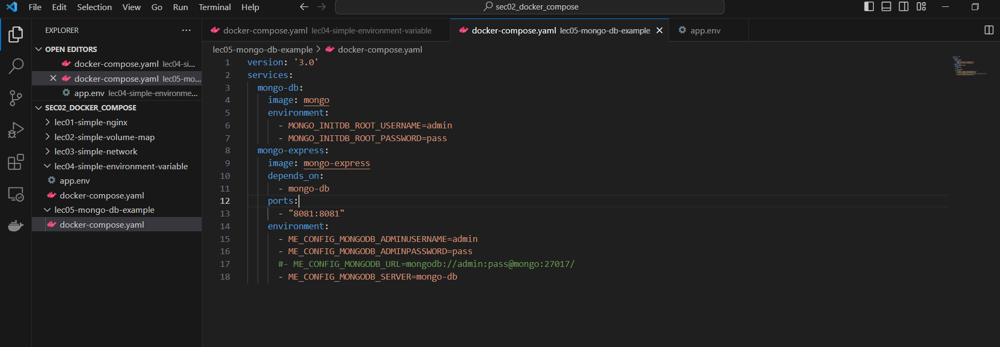 File Edit Selection View Go Run Terminal Help
sec02_docker_compose
EXPLORER
OPEN EDITORS
docker-compose.yaml lec04-si...
docker-compose.yaml lec05-mo...
app.env lec04-simple-environme...
SEC02_DOCKER_COMPOSE
lec01-simple-nginx
lec02-simple-volume-map
lec03-simple-network
lec04-simple-environment-variable
app.env
docker-compose.yaml
lec05-mongo-db-example
docker-compose.yaml
docker-compose.yaml lec04-simple-environment-variable
docker-compose.yaml lec05-mongo-db-example
app.env
lec05-mongo-db-example > docker-compose.yaml
1 version: '3.0'
2 services:
3 mongo-db:
4 image: mongo
5 environment:
6 - MONGO_INITDB_ROOT_USERNAME=admin
7 - MONGO_INITDB_ROOT_PASSWORD=pass
8 mongo-express:
9 image: mongo-express
10 depends_on:
11 - mongo-db
12 ports:
13 - "8081:8081"
14 environment:
15 - ME_CONFIG_MONGODB_ADMINUSERNAME=admin
16 - ME_CONFIG_MONGODB_ADMINPASSWORD=pass
17 #- ME_CONFIG_MONGODB_URL=mongodb://admin:pass@mongo:27017/
18 - ME_CONFIG_MONGODB_SERVER=mongo-db